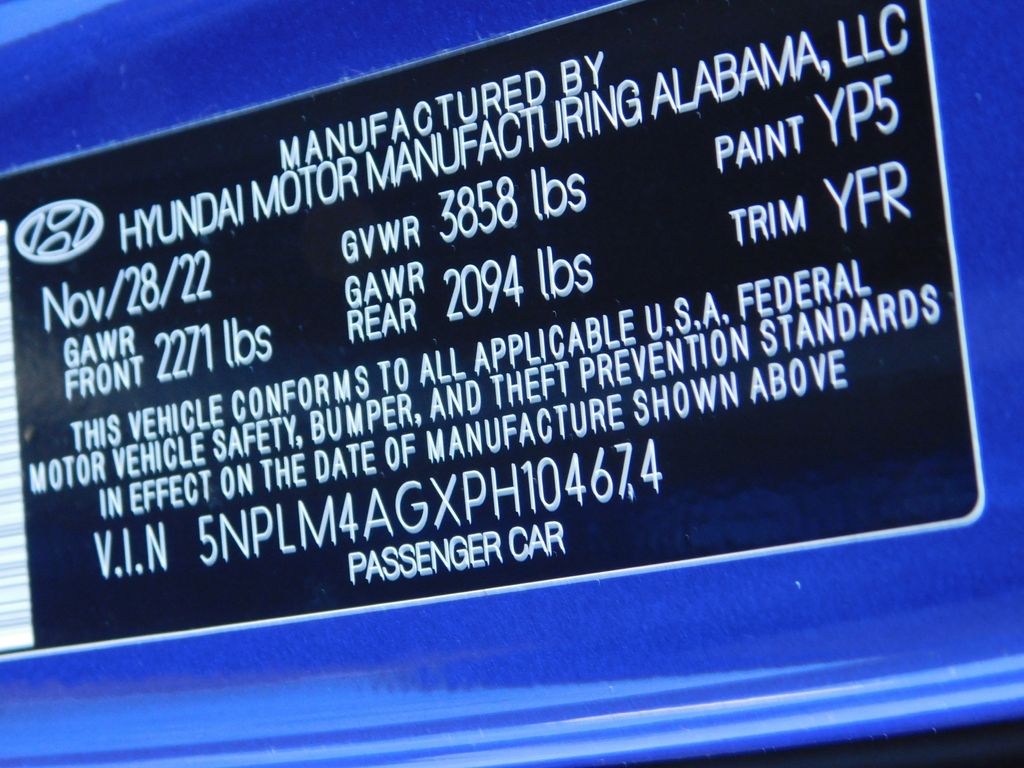 MANUFACTURED BY
HYUNDAI MOTOR MANUFACTURING ALABAMA, LLC
Nov/28/22 GVWR 3858 lbs PAINT YP5
GAWR FRONT 2271 lbs GAWR REAR 2094 lbs TRIM YFR
THIS VEHICLE CONFORMS TO ALL APPLICABLE U.S.A. FEDERAL
MOTOR VEHICLE SAFETY, BUMPER, AND THEFT PREVENTION STANDARDS
IN EFFECT ON THE DATE OF MANUFACTURE SHOWN ABOVE
V.I.N 5NPLM4AGXPH104674
PASSENGER CAR